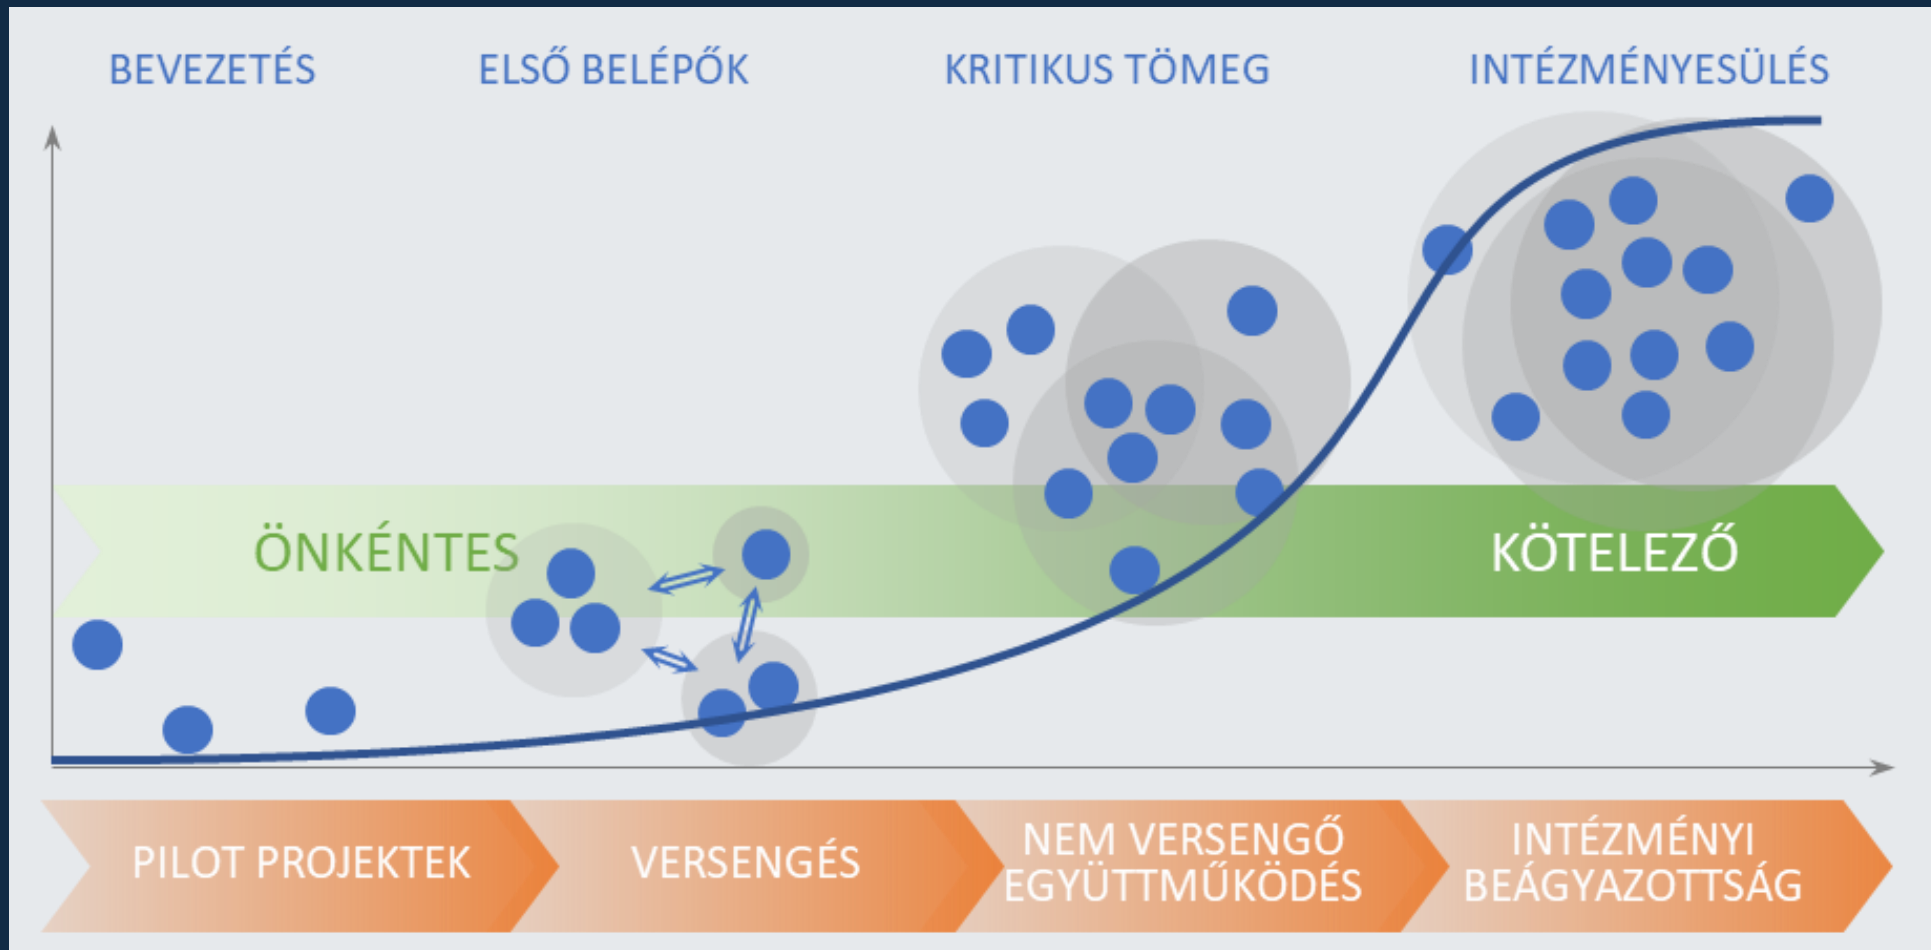 BEVEZETÉS
ELSŐ BELÉPŐK
KRITIKUS TÖMEG
INTÉZMÉNYESÜLÉS
ÖNKÉNTES
KÖTELEZŐ
PILOT PROJEKTEK
VERSENGÉS
NEM VERSENGŐ
EGYÜTTMŰKÖDÉS
INTÉZMÉNYI
BEÁGYAZOTTSÁG